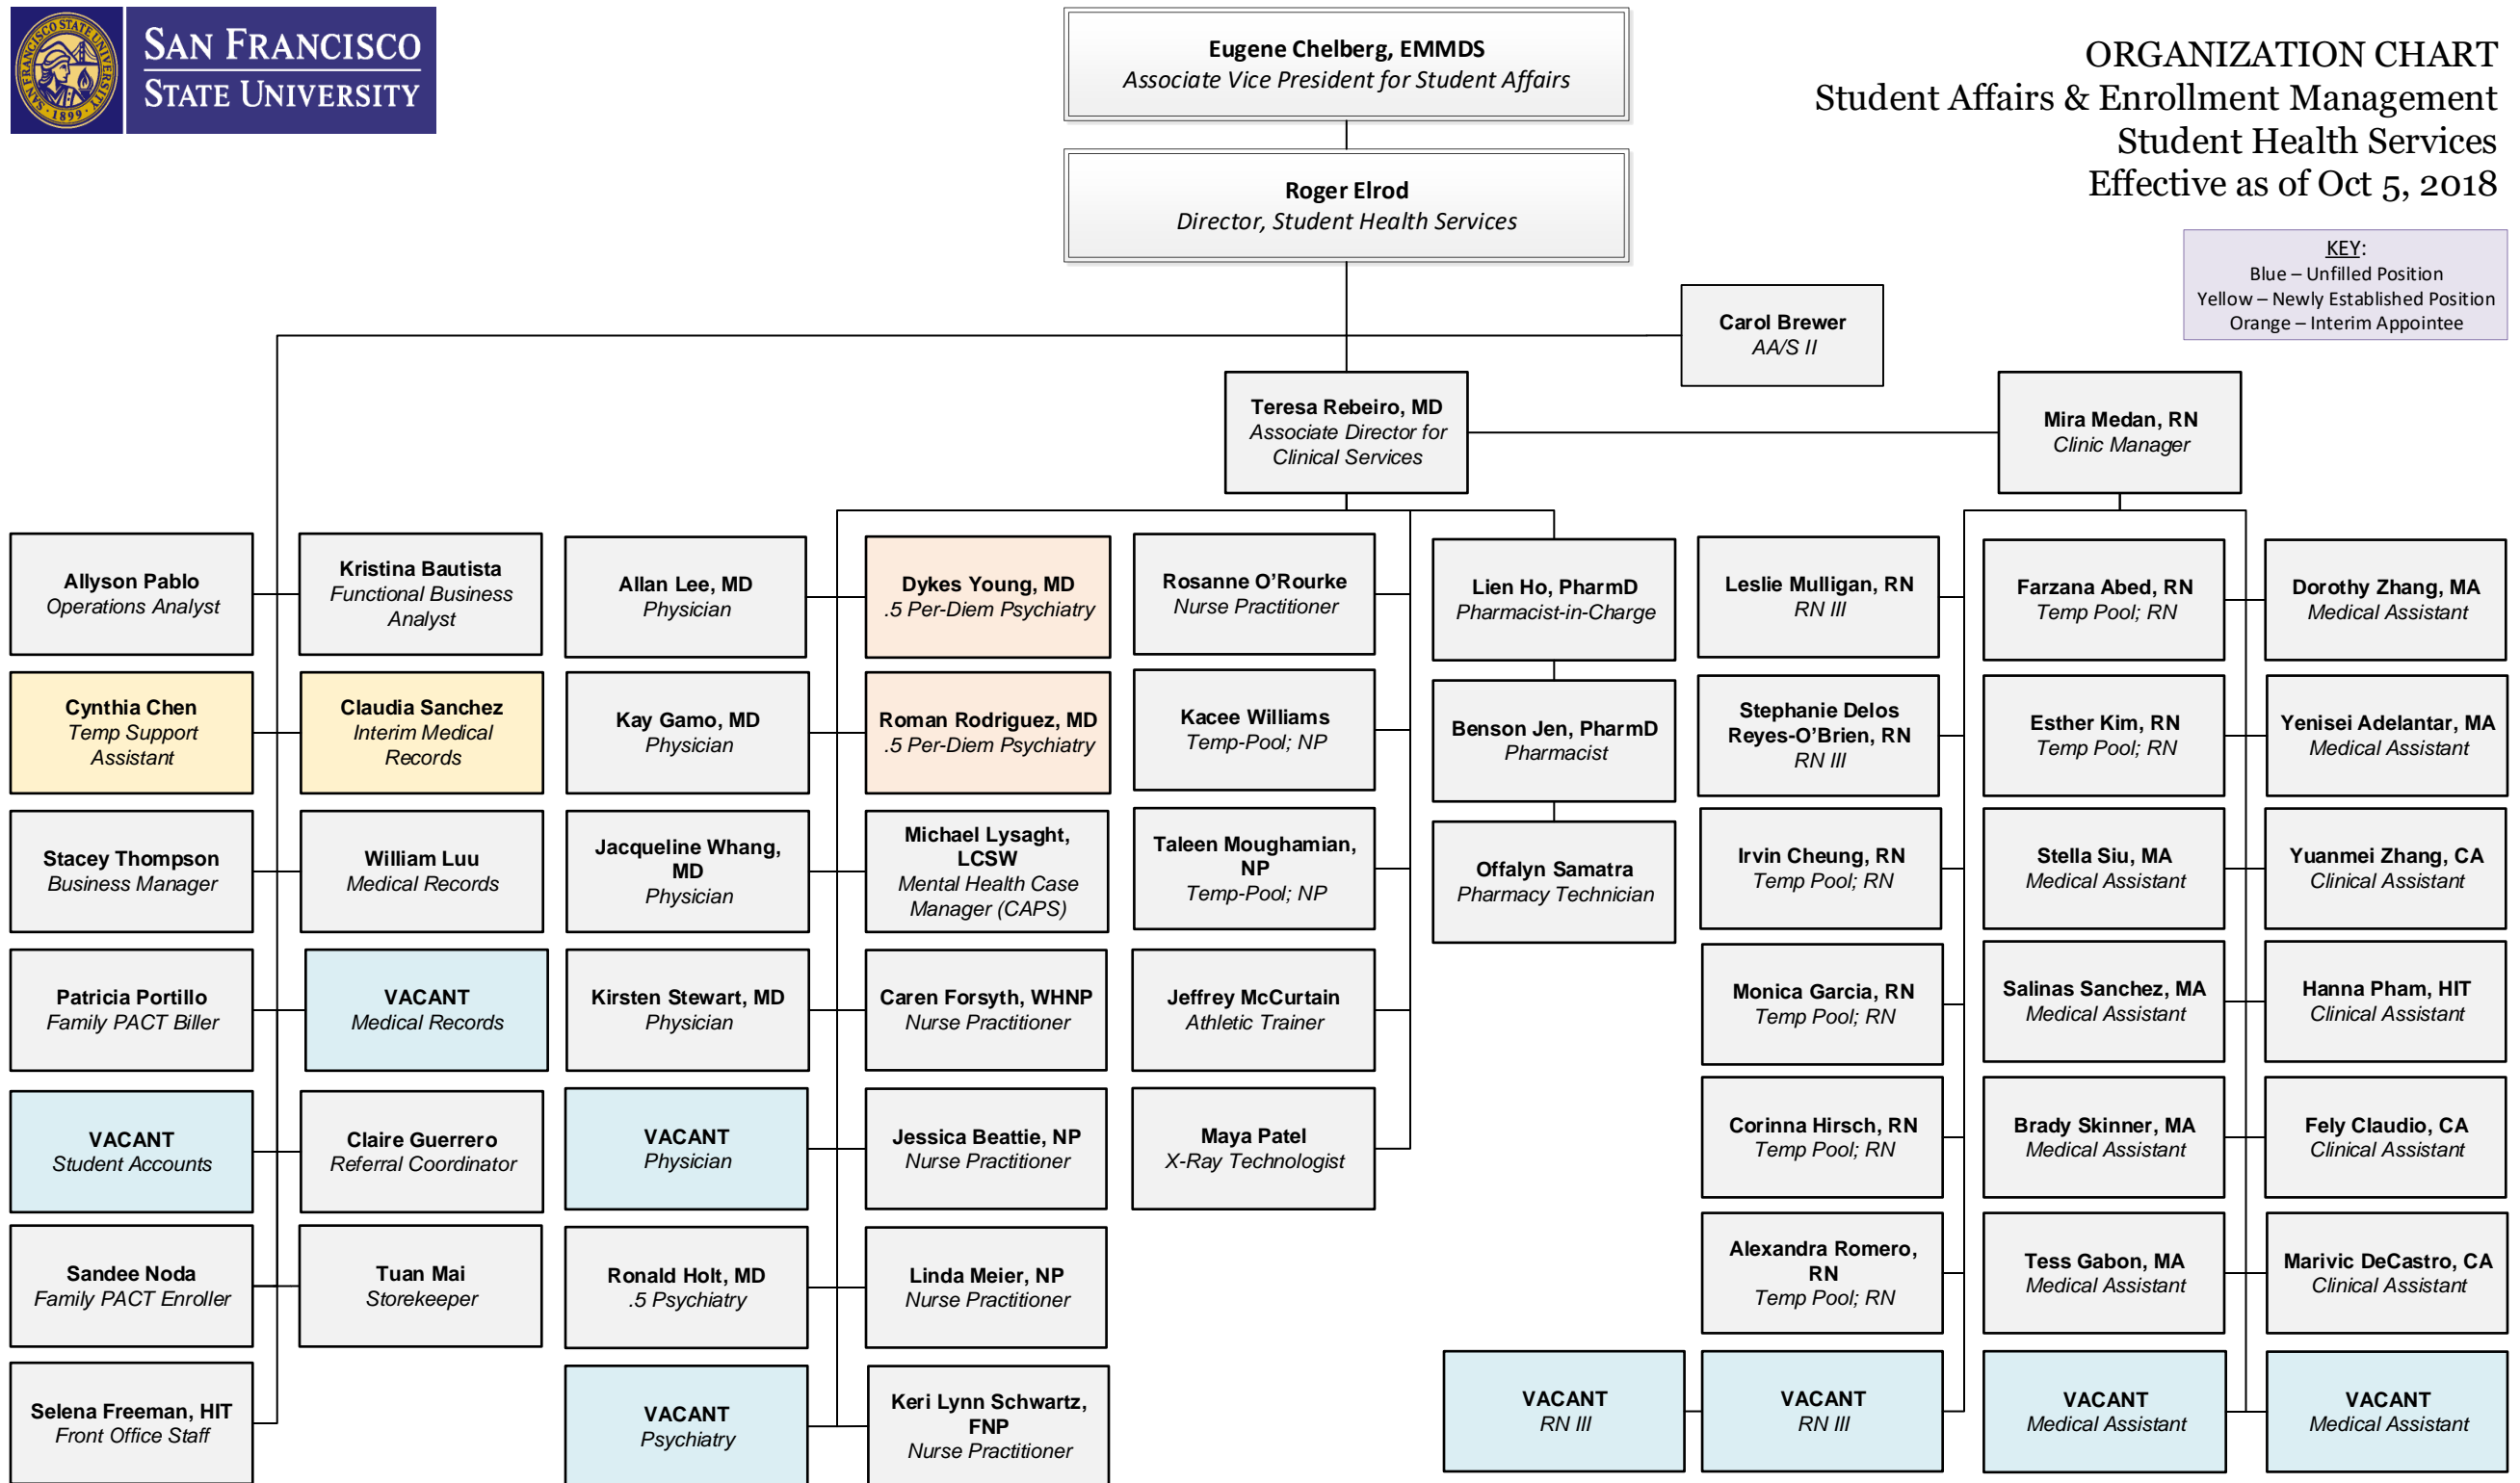 SAN FRANCISCO
STATE UNIVERSITY
SAN FRANCISCO STATE UNIVERSITY
· 1899 ·
Eugene Chelberg, EMMDS
Associate Vice President for Student Affairs
ORGANIZATION CHART
Student Affairs & Enrollment Management
Student Health Services
Effective as of Oct 5, 2018
Roger Elrod
Director, Student Health Services
KEY:
Blue – Unfilled Position
Yellow – Newly Established Position
Orange – Interim Appointee
Carol Brewer
AA/S II
Teresa Rebeiro, MD
Associate Director for
Clinical Services
Mira Medan, RN
Clinic Manager
Allyson Pablo
Operations Analyst
Kristina Bautista
Functional Business
Analyst
Cynthia Chen
Temp Support
Assistant
Claudia Sanchez
Interim Medical
Records
Stacey Thompson
Business Manager
William Luu
Medical Records
Patricia Portillo
Family PACT Biller
VACANT
Medical Records
VACANT
Student Accounts
Claire Guerrero
Referral Coordinator
Sandee Noda
Family PACT Enroller
Tuan Mai
Storekeeper
Selena Freeman, HIT
Front Office Staff
Allan Lee, MD
Physician
Dykes Young, MD
.5 Per-Diem Psychiatry
Kay Gamo, MD
Physician
Roman Rodriguez, MD
.5 Per-Diem Psychiatry
Jacqueline Whang,
MD
Physician
Michael Lysaght,
LCSW
Mental Health Case
Manager (CAPS)
Kirsten Stewart, MD
Physician
Caren Forsyth, WHNP
Nurse Practitioner
VACANT
Physician
Jessica Beattie, NP
Nurse Practitioner
Ronald Holt, MD
.5 Psychiatry
Linda Meier, NP
Nurse Practitioner
VACANT
Psychiatry
Keri Lynn Schwartz,
FNP
Nurse Practitioner
Rosanne O’Rourke
Nurse Practitioner
Kacee Williams
Temp-Pool; NP
Taleen Moughamian,
NP
Temp-Pool; NP
Jeffrey McCurtain
Athletic Trainer
Maya Patel
X-Ray Technologist
Lien Ho, PharmD
Pharmacist-in-Charge
Benson Jen, PharmD
Pharmacist
Offalyn Samatra
Pharmacy Technician
Leslie Mulligan, RN
RN III
Stephanie Delos
Reyes-O’Brien, RN
RN III
Irvin Cheung, RN
Temp Pool; RN
Monica Garcia, RN
Temp Pool; RN
Corinna Hirsch, RN
Temp Pool; RN
Alexandra Romero,
RN
Temp Pool; RN
VACANT
RN III
VACANT
RN III
Farzana Abed, RN
Temp Pool; RN
Esther Kim, RN
Temp Pool; RN
Stella Siu, MA
Medical Assistant
Salinas Sanchez, MA
Medical Assistant
Brady Skinner, MA
Medical Assistant
Tess Gabon, MA
Medical Assistant
VACANT
Medical Assistant
Dorothy Zhang, MA
Medical Assistant
Yenisei Adelantar, MA
Medical Assistant
Yuanmei Zhang, CA
Clinical Assistant
Hanna Pham, HIT
Clinical Assistant
Fely Claudio, CA
Clinical Assistant
Marivic DeCastro, CA
Clinical Assistant
VACANT
Medical Assistant